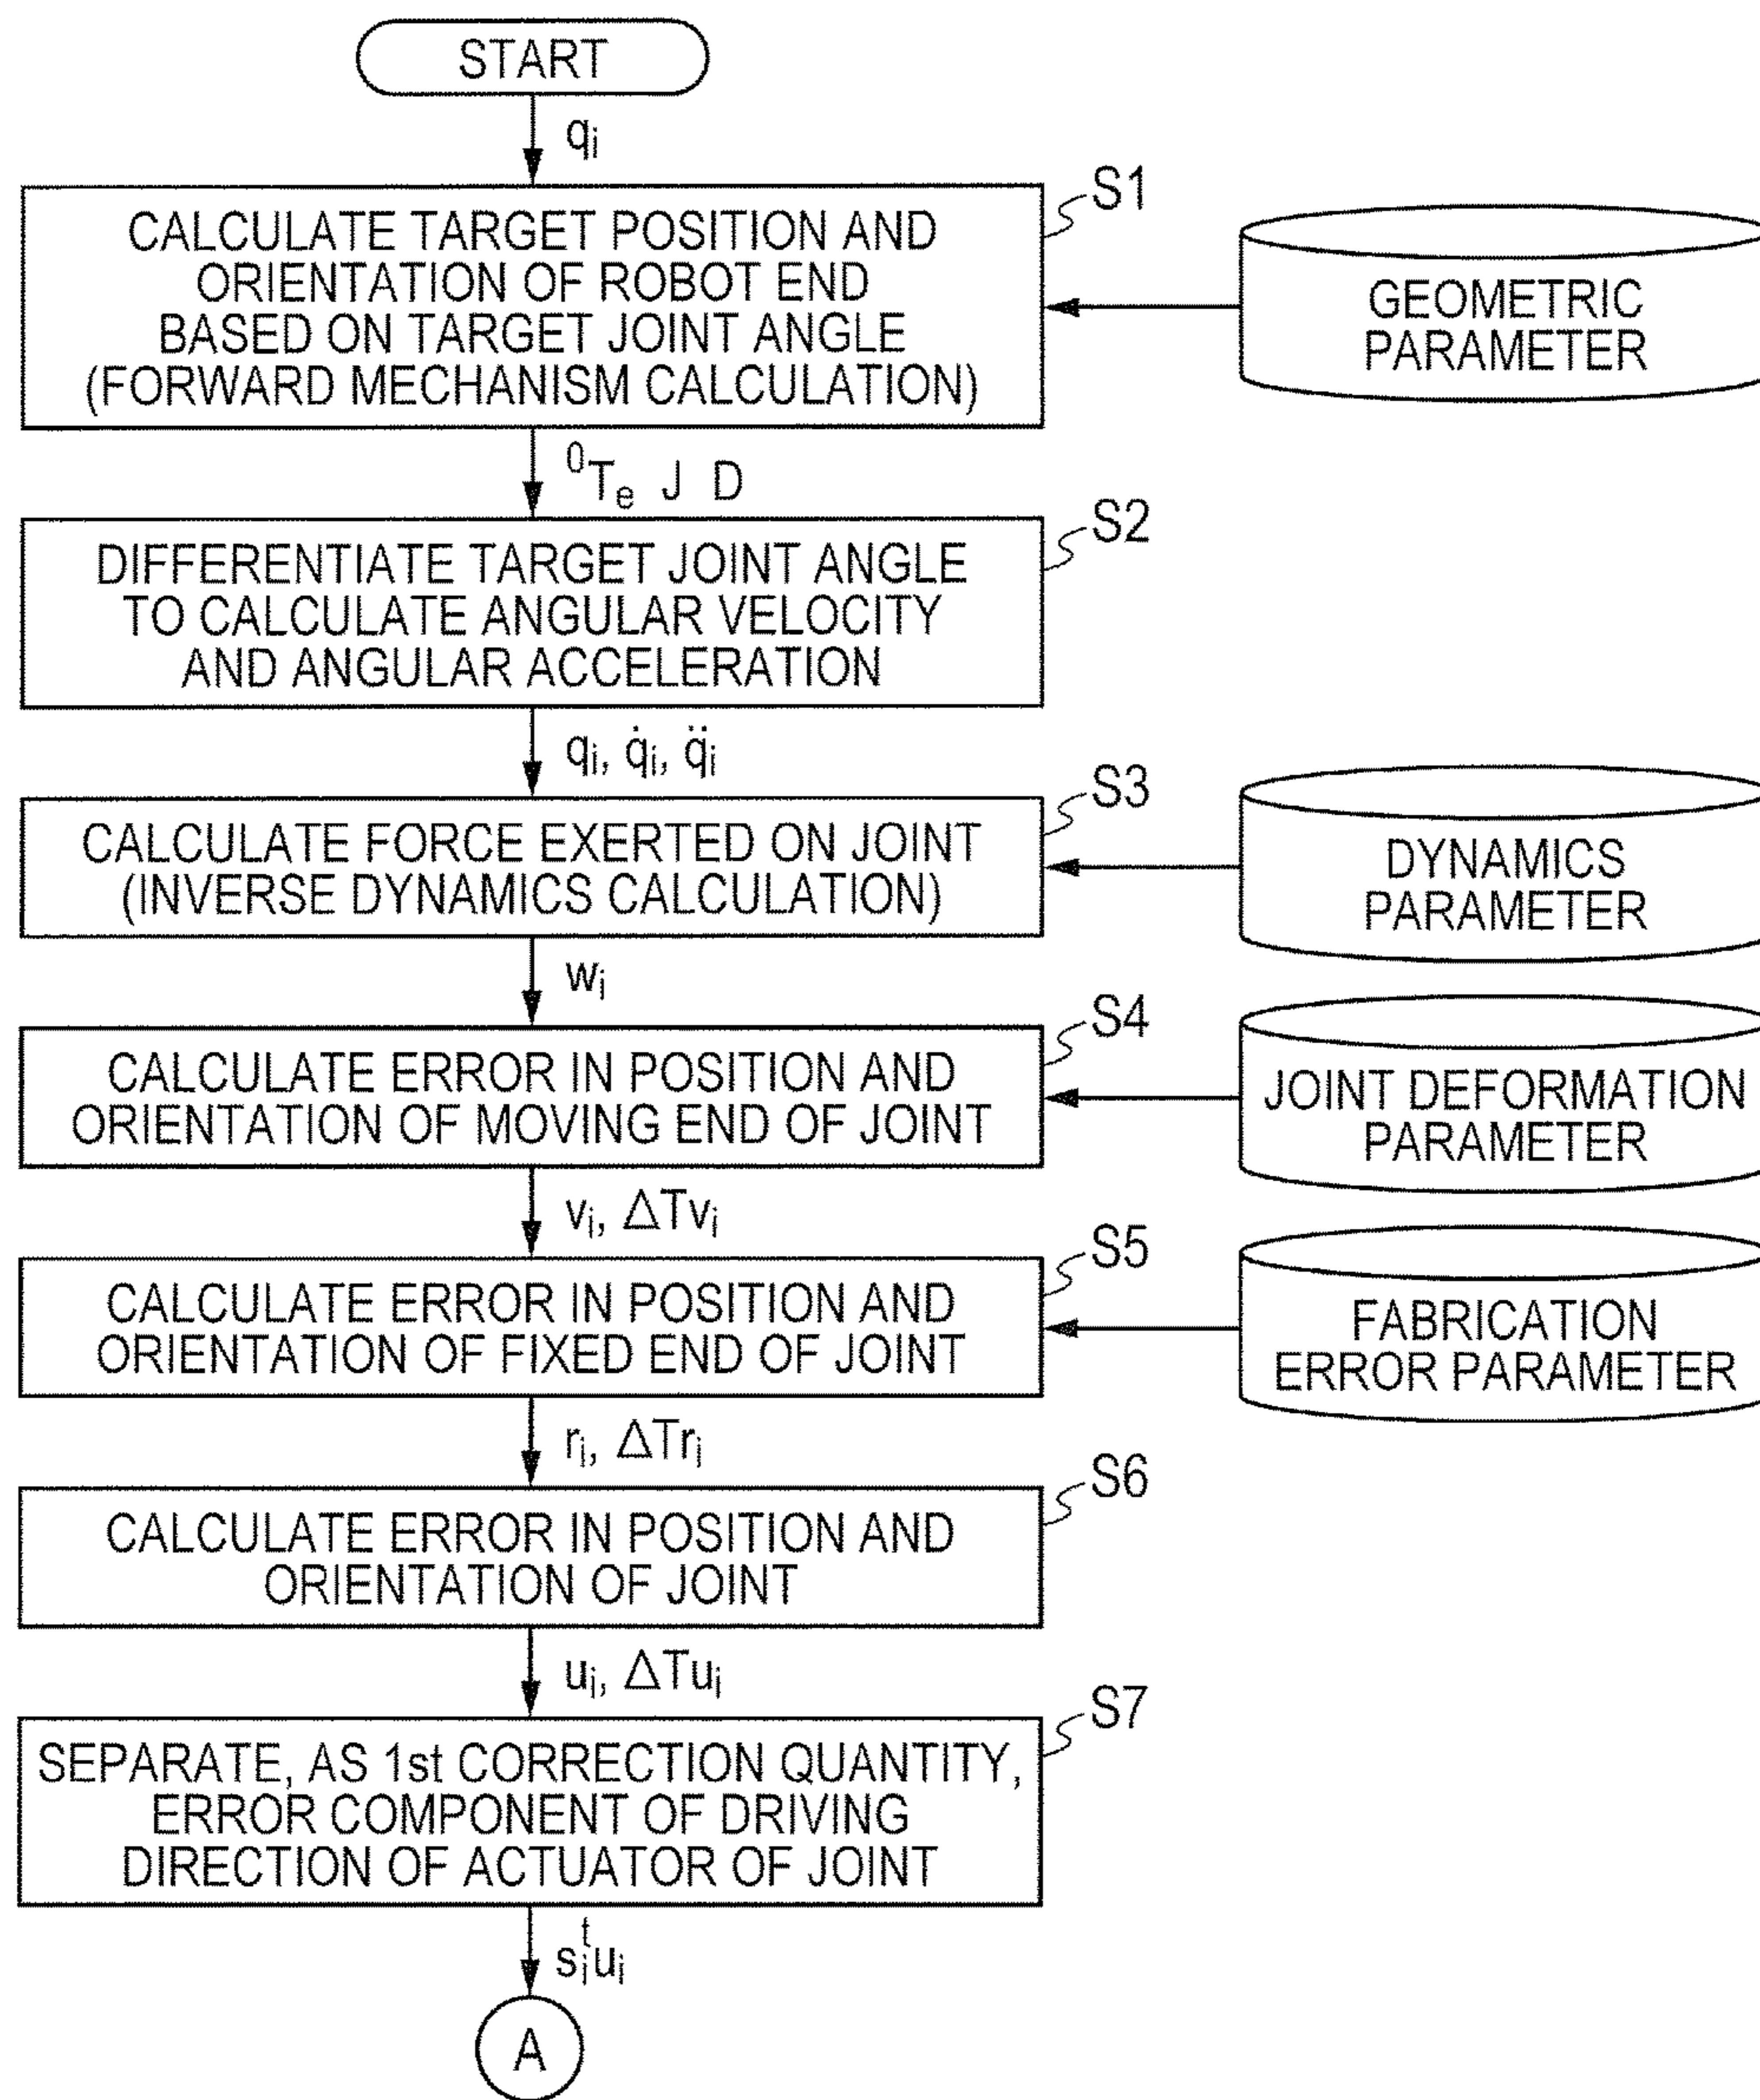 START
qi
S1
CALCULATE TARGET POSITION AND
ORIENTATION OF ROBOT END
BASED ON TARGET JOINT ANGLE
(FORWARD MECHANISM CALCULATION)
GEOMETRIC
PARAMETER
⁰Te J D
S2
DIFFERENTIATE TARGET JOINT ANGLE
TO CALCULATE ANGULAR VELOCITY
AND ANGULAR ACCELERATION
qi, q̇i, q̈i
S3
CALCULATE FORCE EXERTED ON JOINT
(INVERSE DYNAMICS CALCULATION)
DYNAMICS
PARAMETER
wi
S4
CALCULATE ERROR IN POSITION AND
ORIENTATION OF MOVING END OF JOINT
JOINT DEFORMATION
PARAMETER
vi, ΔTvi
S5
CALCULATE ERROR IN POSITION AND
ORIENTATION OF FIXED END OF JOINT
FABRICATION
ERROR PARAMETER
ri, ΔTri
S6
CALCULATE ERROR IN POSITION AND
ORIENTATION OF JOINT
ui, ΔTui
S7
SEPARATE, AS 1st CORRECTION QUANTITY,
ERROR COMPONENT OF DRIVING
DIRECTION OF ACTUATOR OF JOINT
siᵗui
A